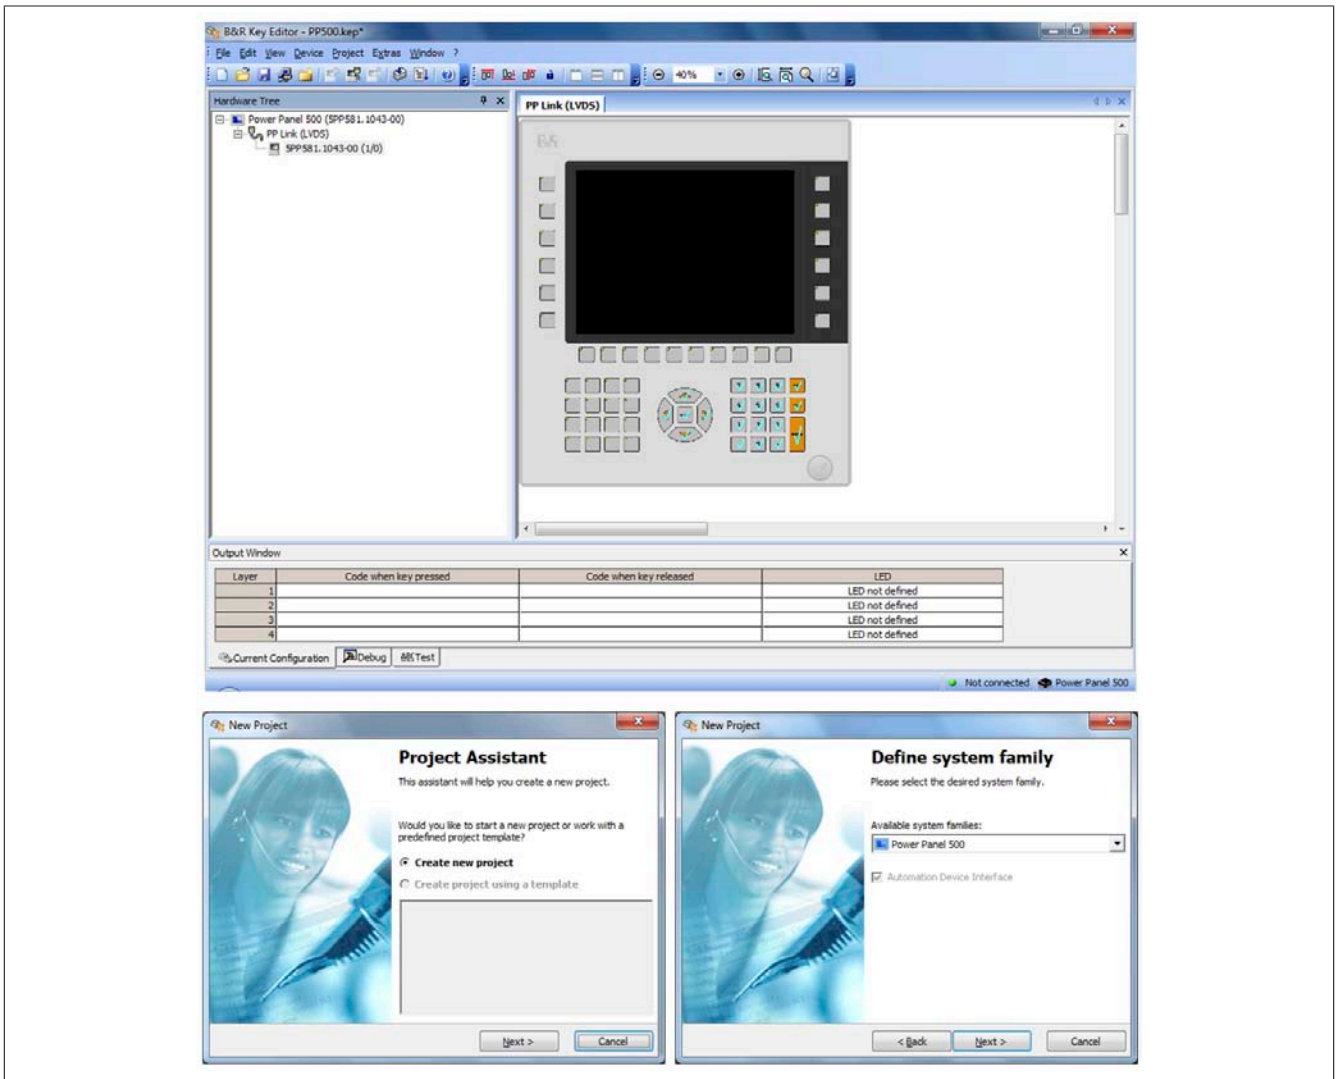 B&R Key Editor - PP500.kep*
File Edit View Device Project Extras Window ?
40%
Hardware Tree
PP Link (LVDS)
Power Panel 500 (5PP581.1043-00)
PP Link (LVDS)
5PP581.1043-00 (1/0)
B&R
Output Window
Layer Code when key pressed Code when key released LED
1 LED not defined
2 LED not defined
3 LED not defined
4 LED not defined
Current Configuration Debug Test
Not connected Power Panel 500
New Project
Project Assistant
This assistant will help you create a new project.
Would you like to start a new project or work with a
predefined project template?
Create new project
Create project using a template
Next > Cancel
New Project
Define system family
Please select the desired system family.
Available system families:
Power Panel 500
Automation Device Interface
< Back Next > Cancel